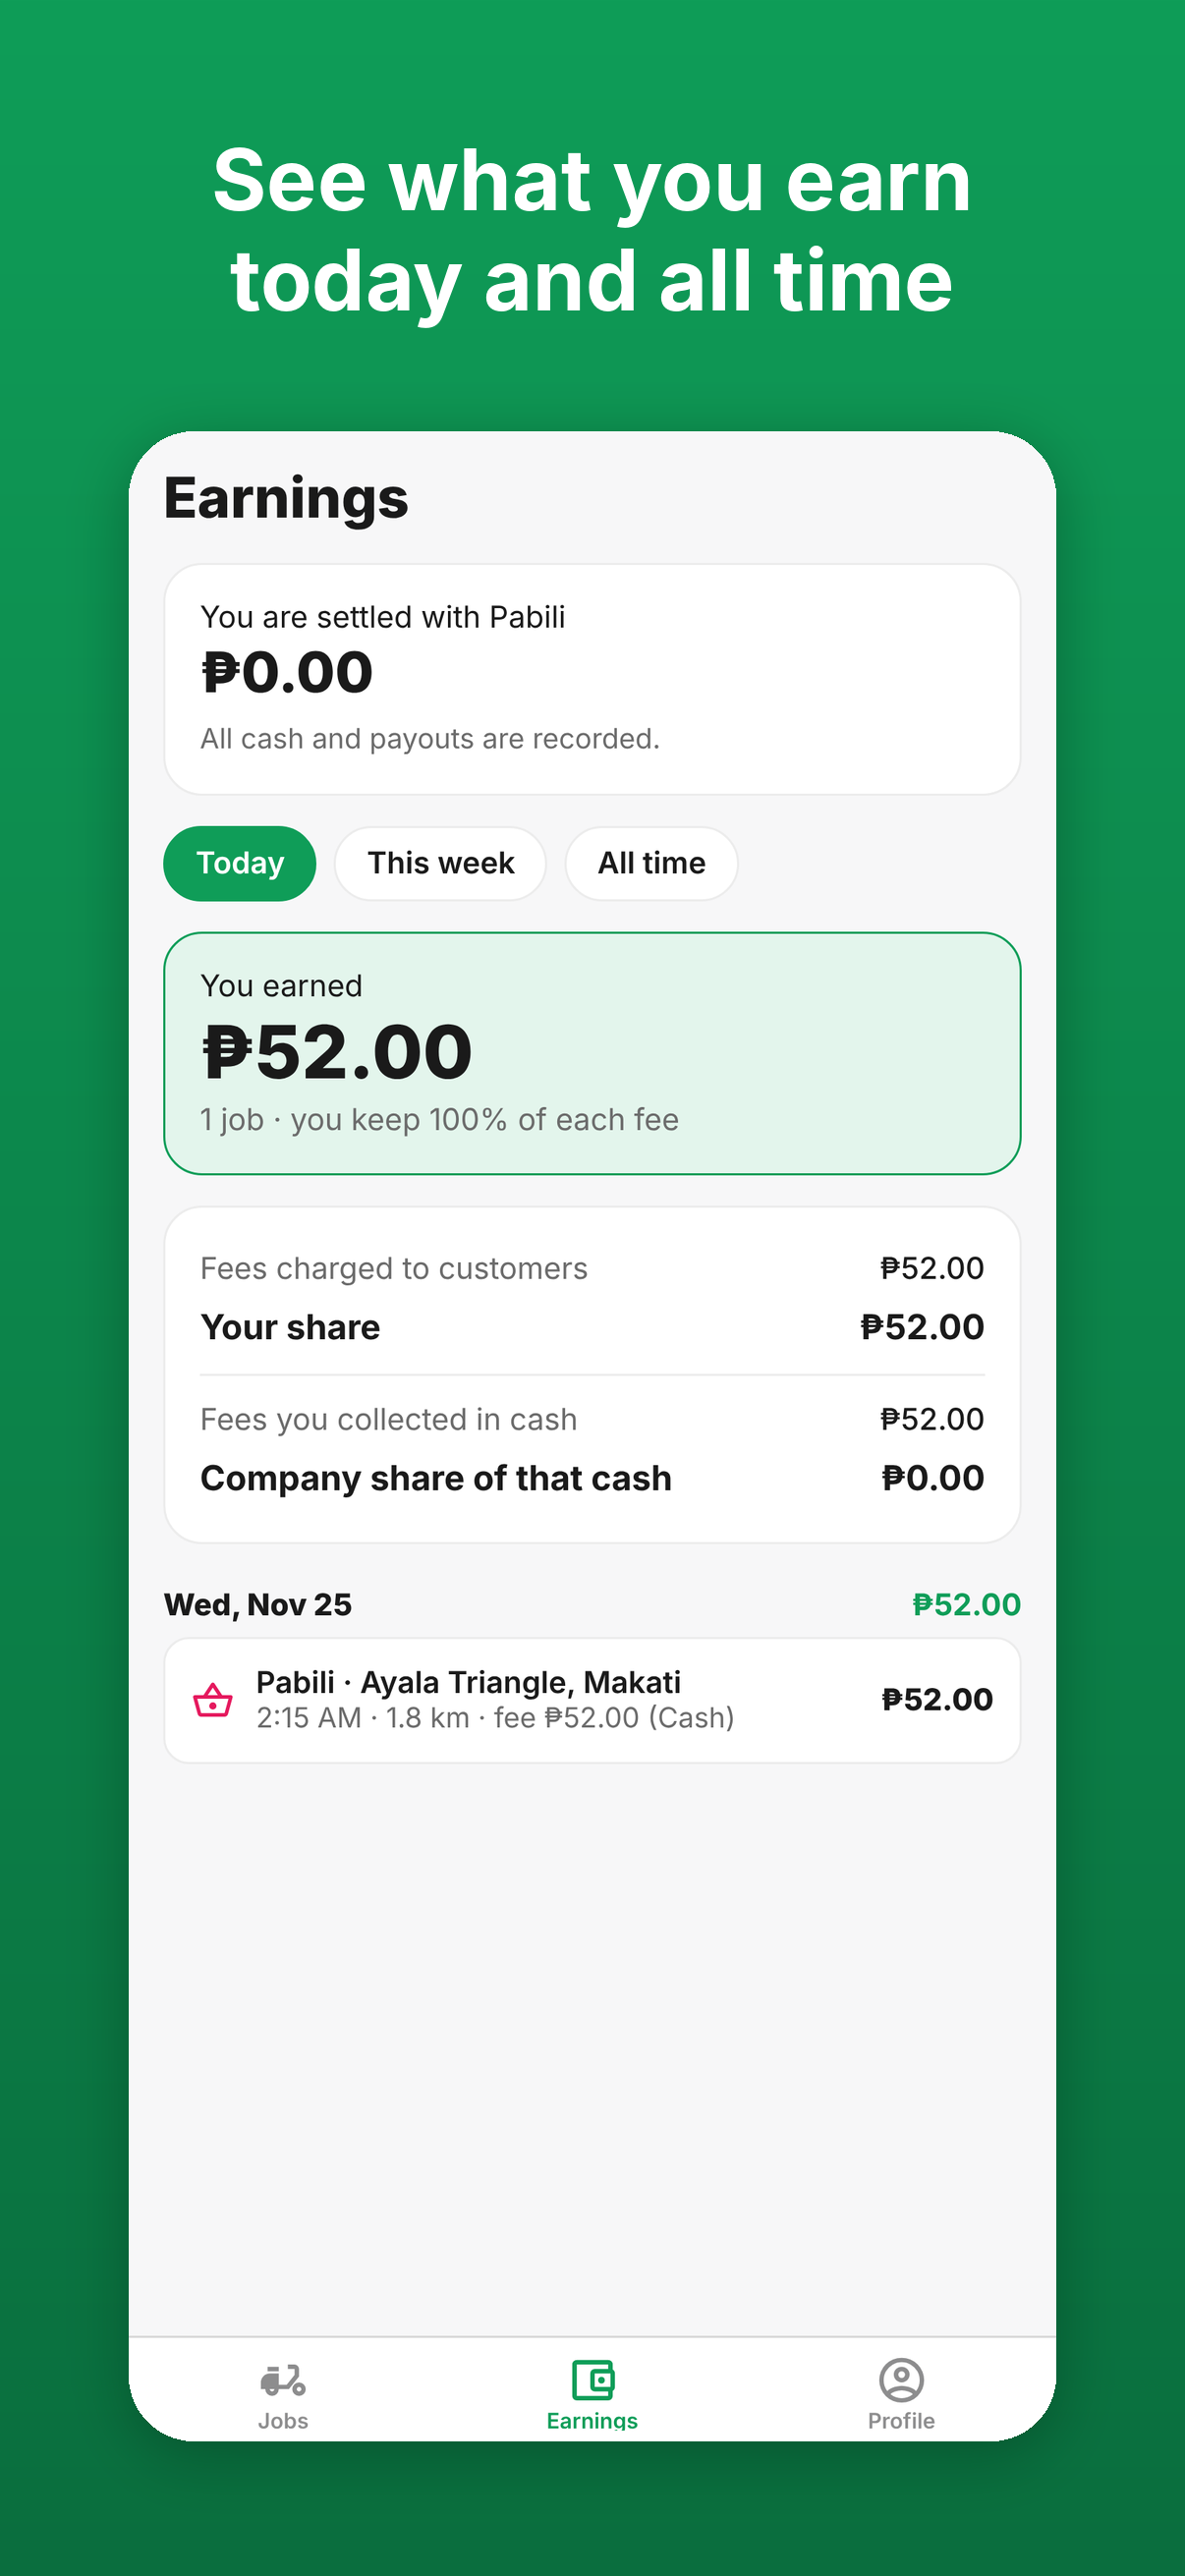 See what you earn
today and all time
Earnings
You are settled with Pabili
₱0.00
All cash and payouts are recorded.
Today This week All time
You earned
₱52.00
1 job · you keep 100% of each fee
Fees charged to customers ₱52.00
Your share ₱52.00
Fees you collected in cash ₱52.00
Company share of that cash ₱0.00
Wed, Nov 25 ₱52.00
Pabili · Ayala Triangle, Makati
2:15 AM · 1.8 km · fee ₱52.00 (Cash) ₱52.00
Jobs Earnings Profile